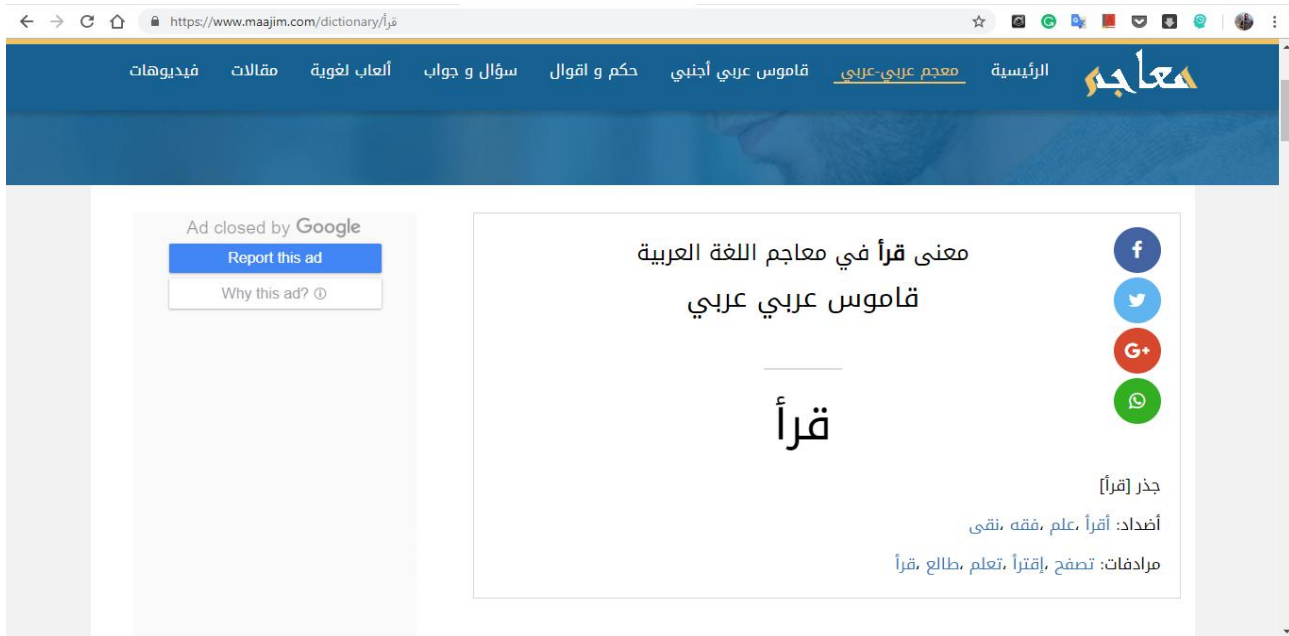 https://www.maajim.com/dictionary/قرأ
معاجم
الرئيسية معجم عربي-عربي قاموس عربي أجنبي حكم و اقوال سؤال و جواب ألعاب لغوية مقالات فيديوهات
Ad closed by Google
Report this ad
Why this ad?
معنى قرأ في معاجم اللغة العربية
قاموس عربي عربي
قرأ
جذر [قرأ]
أضداد: أقرأ ،علم ،فقه ،نقى
مرادفات: تصفح ،إقترأ ،تعلم ،طالع ،قرأ
f
G+